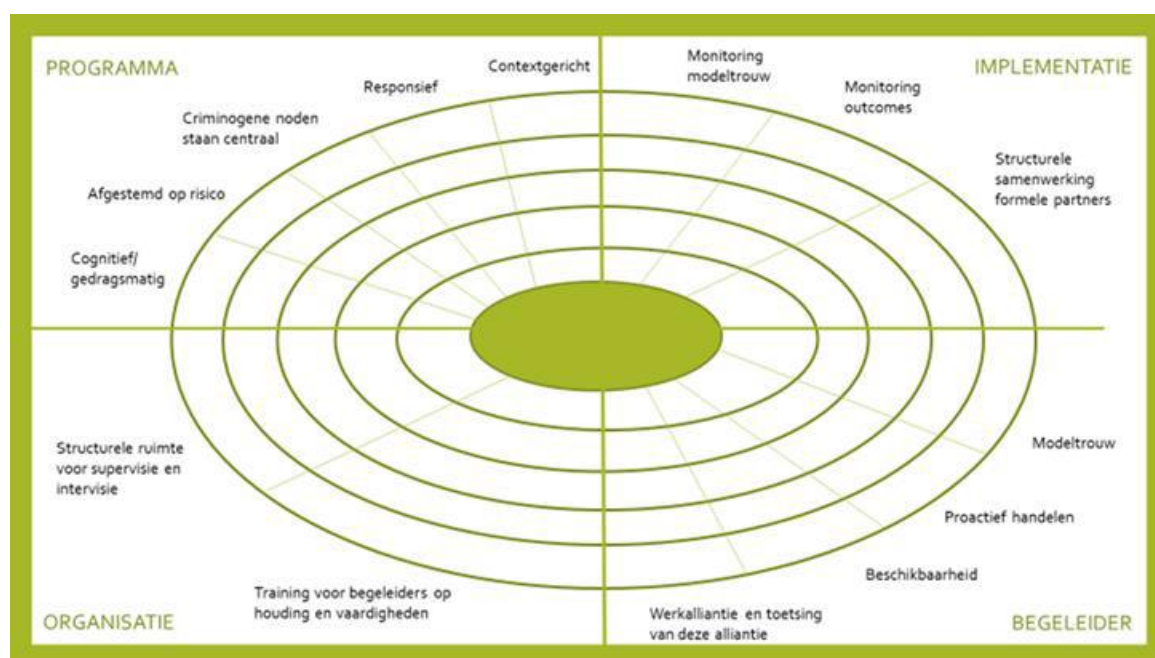 PROGRAMMA
Contextgericht
Responsief
Criminogene noden
staan centraal
Afgestemd op risico
Cognitief/
gedragsmatig
IMPLEMENTATIE
Monitoring
modeltrouw
Monitoring
outcomes
Structurele
samenwerking
formele partners
Structurele ruimte
voor supervisie en
intervisie
Training voor begeleiders op
houding en vaardigheden
ORGANISATIE
Modeltrouw
Proactief handelen
Beschikbaarheid
Werkalliantie en toetsing
van deze alliantie
BEGELEIDER